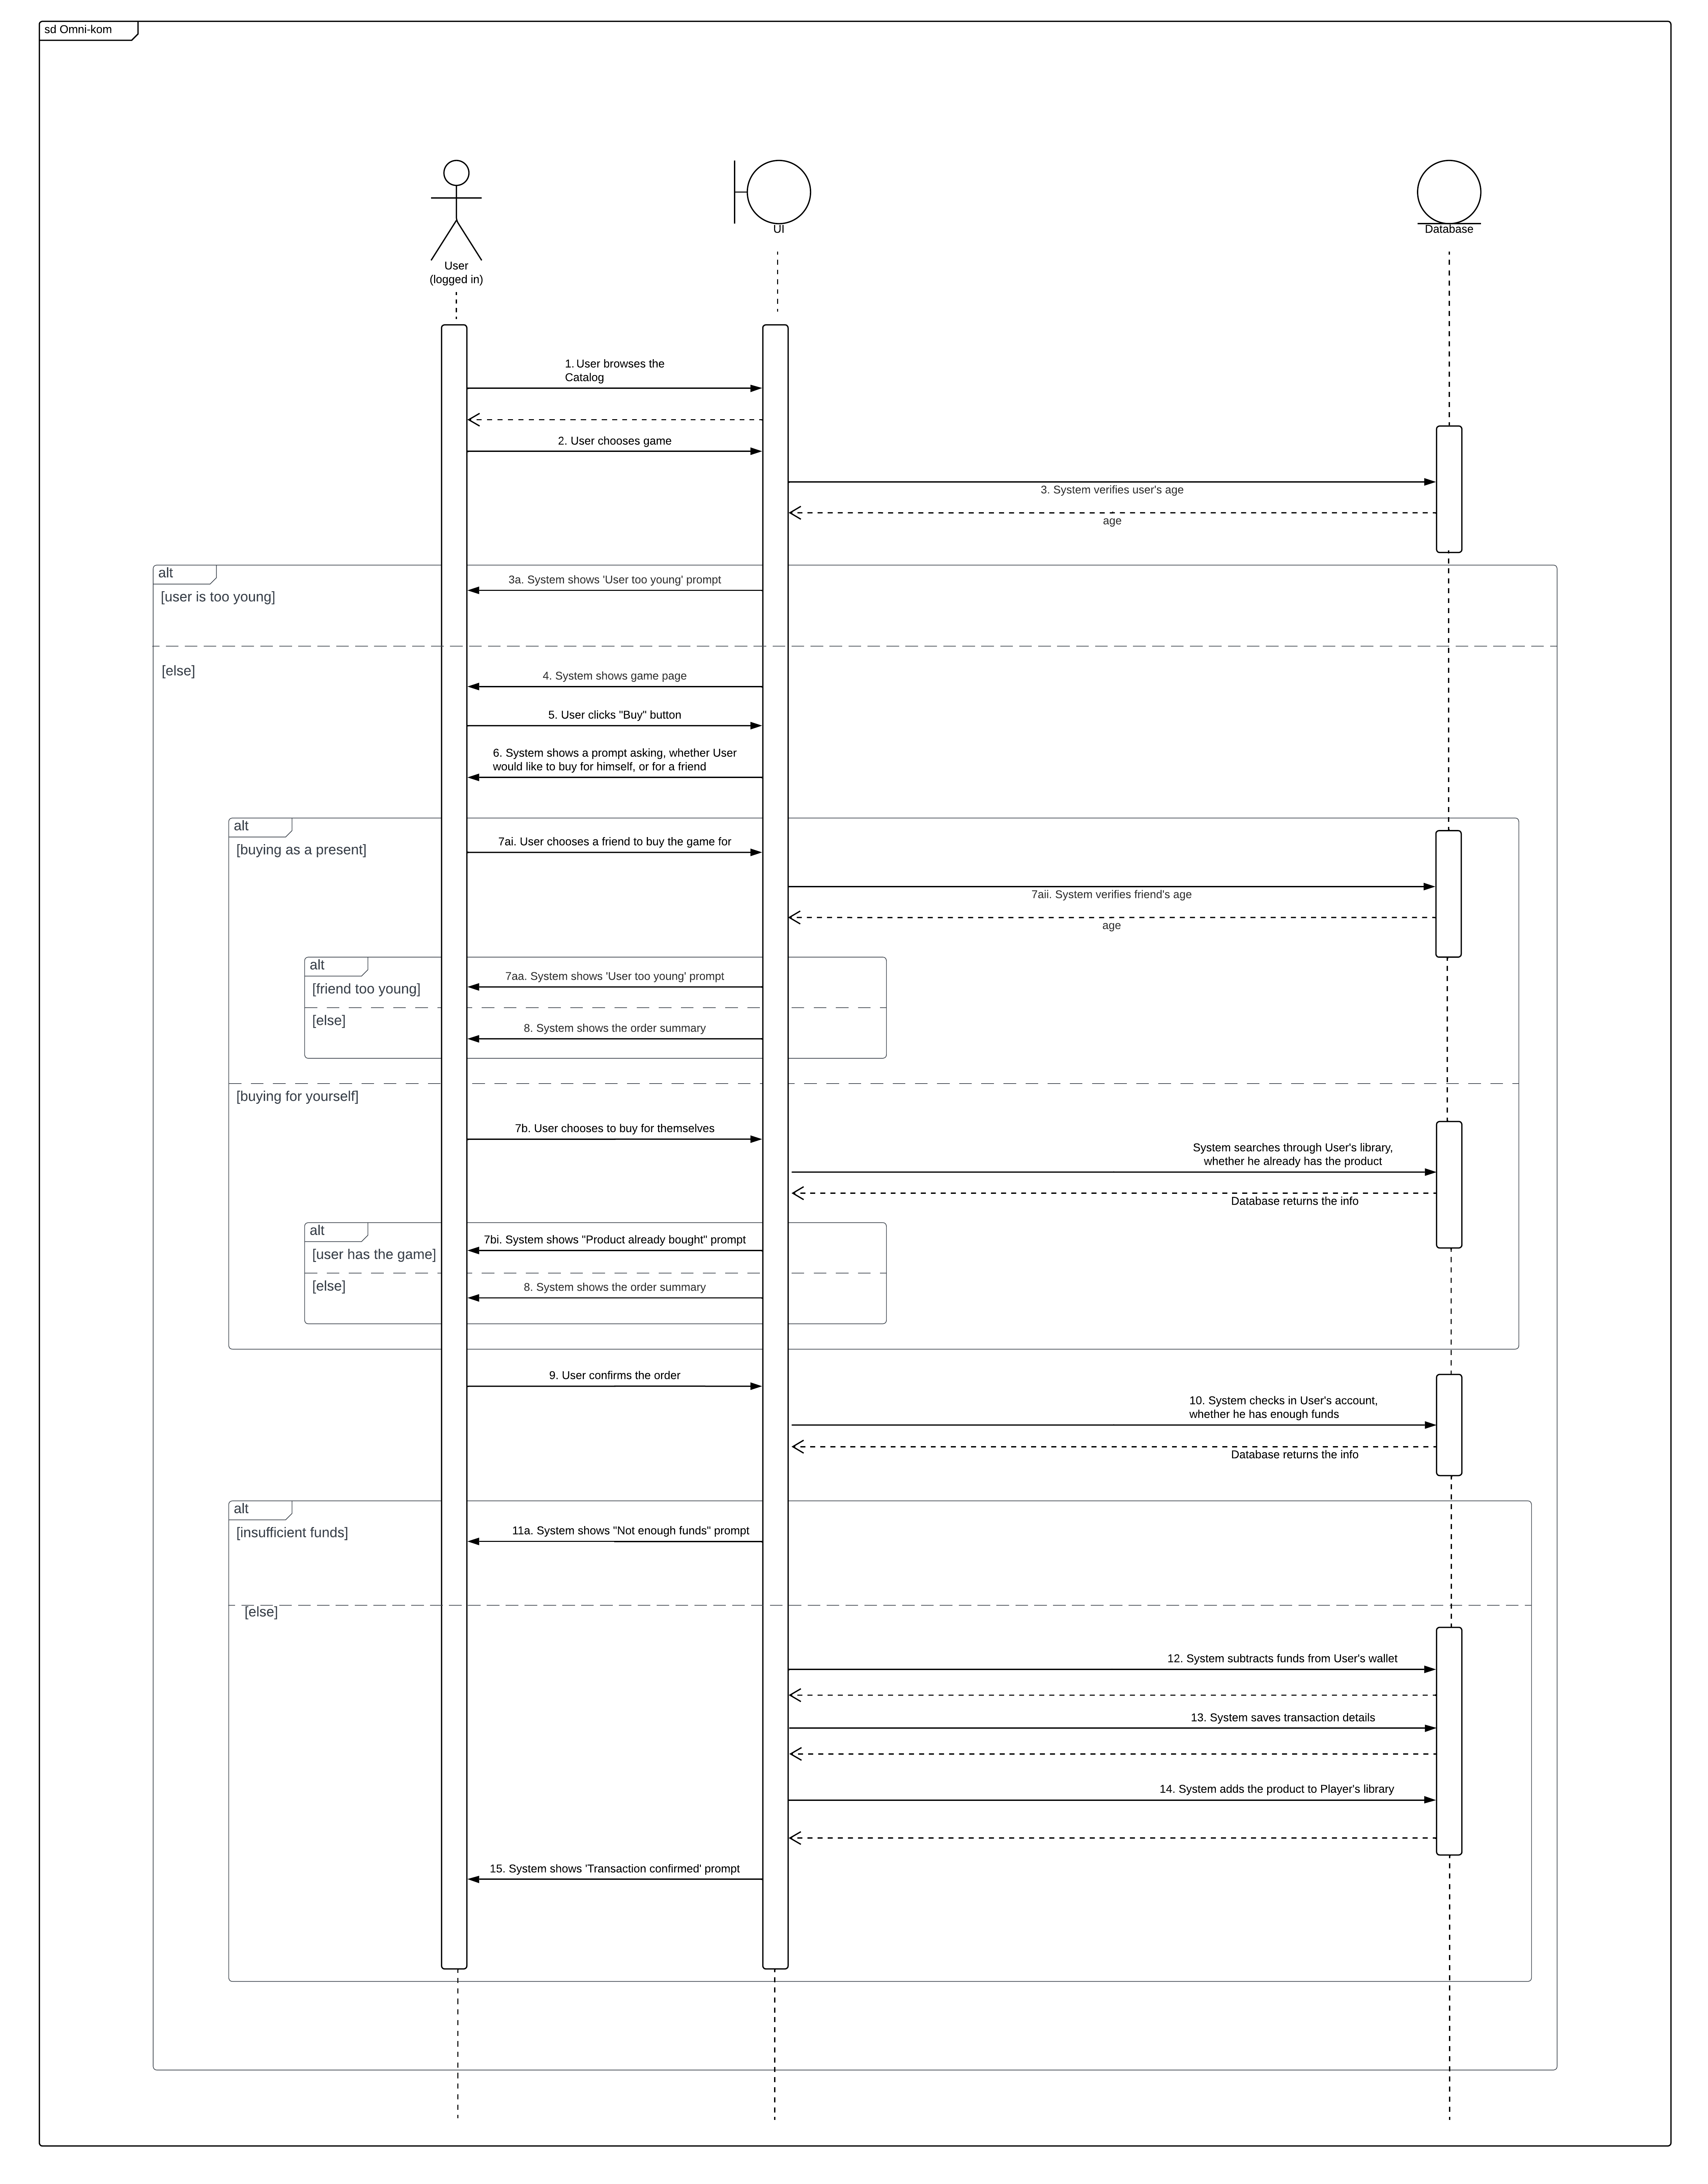 sd Omni-kom
UI
Database
User
(logged in)
1. User browses the
Catalog
2. User chooses game
3. System verifies user's age
age
alt
3a. System shows 'User too young' prompt
[user is too young]
[else]
4. System shows game page
5. User clicks "Buy" button
6. System shows a prompt asking, whether User
would like to buy for himself, or for a friend
alt
7ai. User chooses a friend to buy the game for
[buying as a present]
7aii. System verifies friend's age
age
alt
7aa. System shows 'User too young' prompt
[friend too young]
[else]
8. System shows the order summary
[buying for yourself]
7b. User chooses to buy for themselves
System searches through User's library,
whether he already has the product
Database returns the info
alt
7bi. System shows "Product already bought" prompt
[user has the game]
[else]
8. System shows the order summary
9. User confirms the order
10. System checks in User's account,
whether he has enough funds
Database returns the info
alt
11a. System shows "Not enough funds" prompt
[insufficient funds]
[else]
12. System subtracts funds from User's wallet
13. System saves transaction details
14. System adds the product to Player's library
15. System shows 'Transaction confirmed' prompt